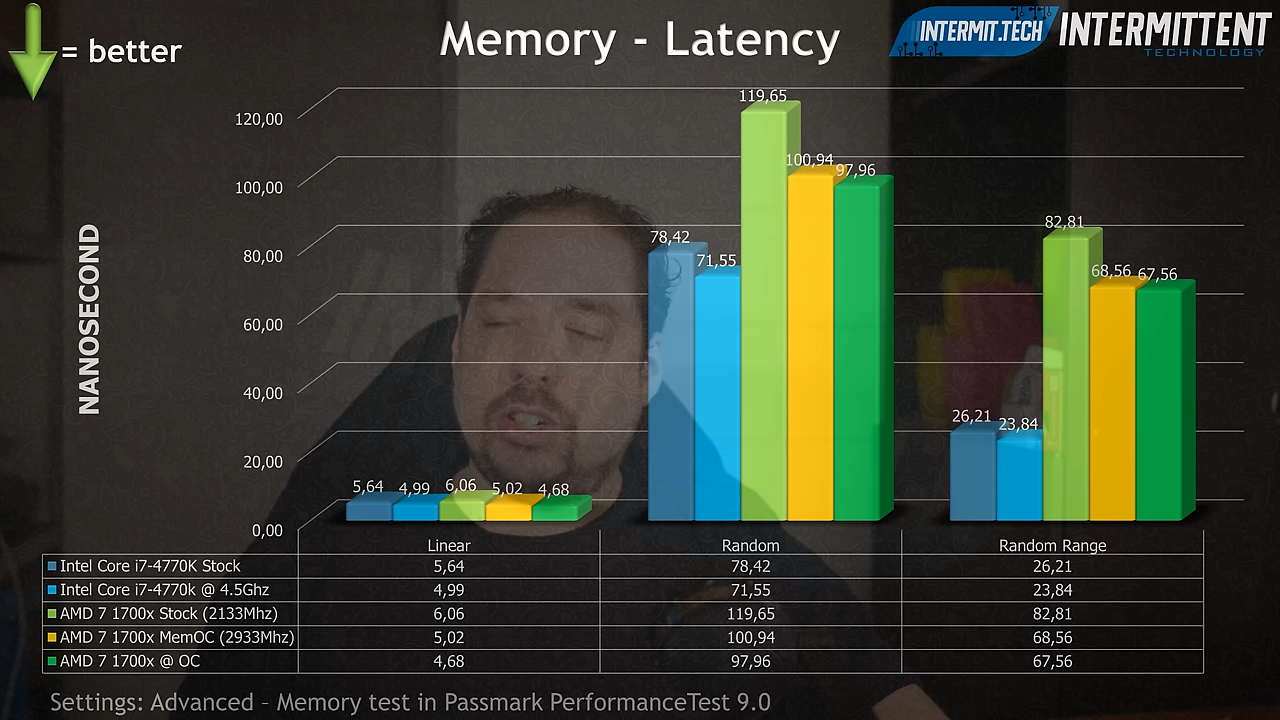 = better
Memory - Latency
INTERMIT.TECH
INTERMITTENT
TECHNOLOGY
NANOSECOND
120,00
100,00
80,00
60,00
40,00
20,00
0,00
5,64 4,99 6,06 5,02 4,68
78,42 71,55 119,65 100,94 97,96
26,21 23,84 82,81 68,56 67,56
Linear Random Random Range
Intel Core i7-4770K Stock 5,64 78,42 26,21
Intel Core i7-4770k @ 4.5Ghz 4,99 71,55 23,84
AMD 7 1700x Stock (2133Mhz) 6,06 119,65 82,81
AMD 7 1700x MemOC (2933Mhz) 5,02 100,94 68,56
AMD 7 1700x @ OC 4,68 97,96 67,56
Settings: Advanced - Memory test in Passmark PerformanceTest 9.0